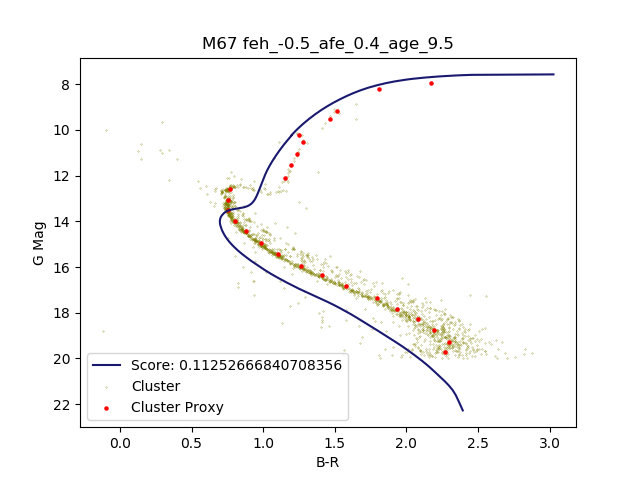 M67 feh_-0.5_afe_0.4_age_9.5
8
10
12
14
16
18
20
22
G Mag
Score: 0.11252666840708356
Cluster
Cluster Proxy
0.0 0.5 1.0 1.5 2.0 2.5 3.0
B-R